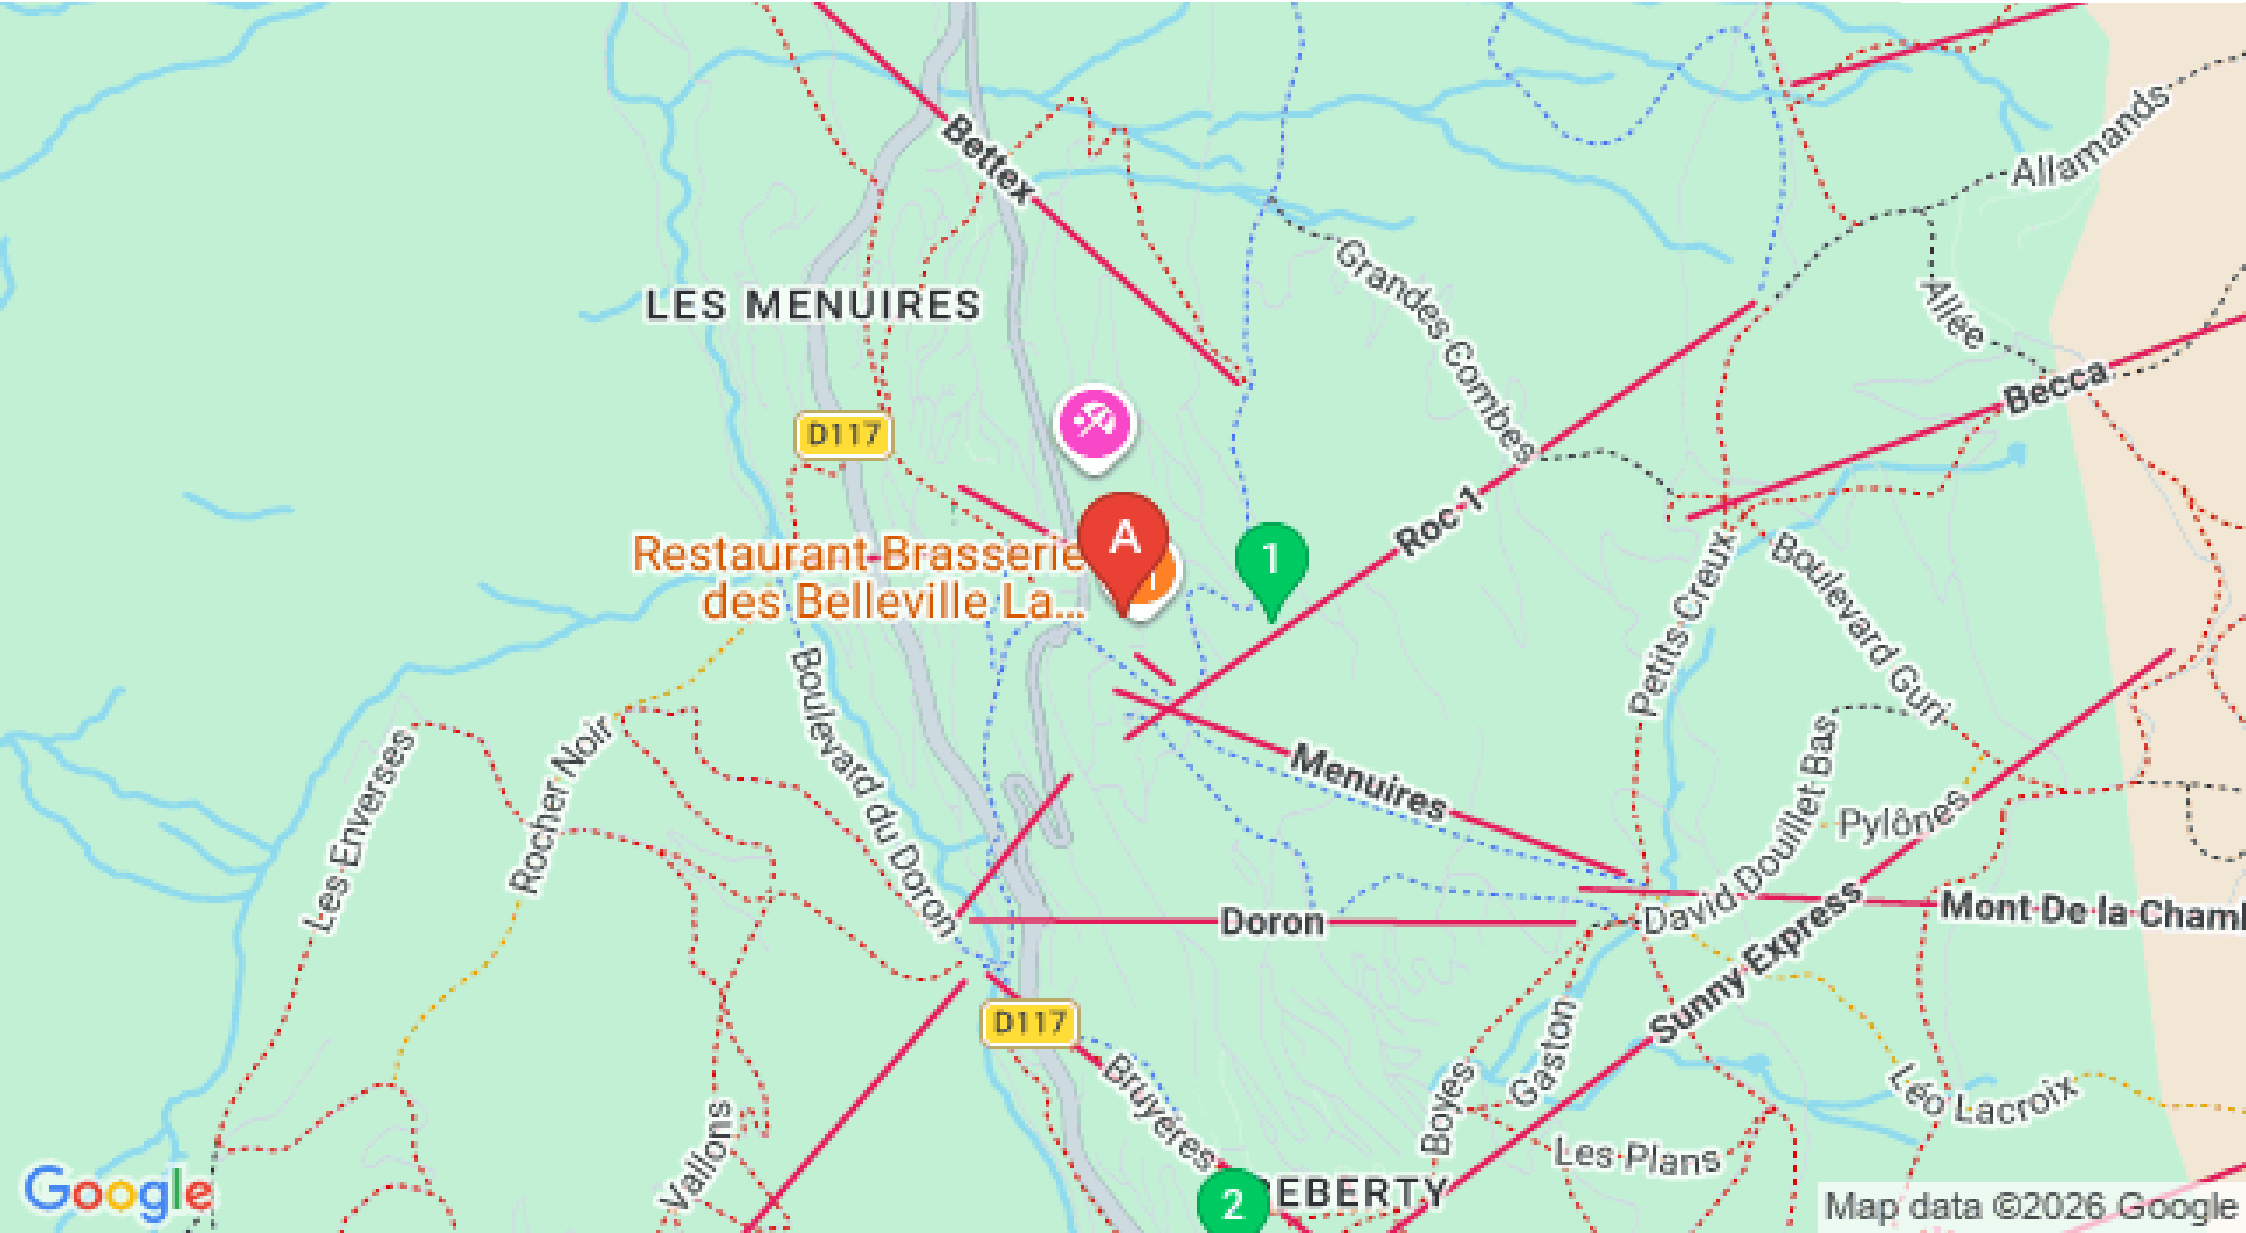 Bettex
Allamands
Grandes Combes
Allée
LES MENUIRES
Becca
D117
Roc 1
A
1
Restaurant Brasserie
des Belleville La...
Petits Creux
Boulevard Guri
Boulevard du Doron
Les Enverses
Rocher Noir
Menuires
David Douillet Bas
Pylônes
Doron
Mont De la Chamb
Sunny Express
D117
Bruyères
Gaston
Boyes
Léo Lacroix
Vallons
Les Plans
2
EBERTY
Google
Map data ©2026 Google